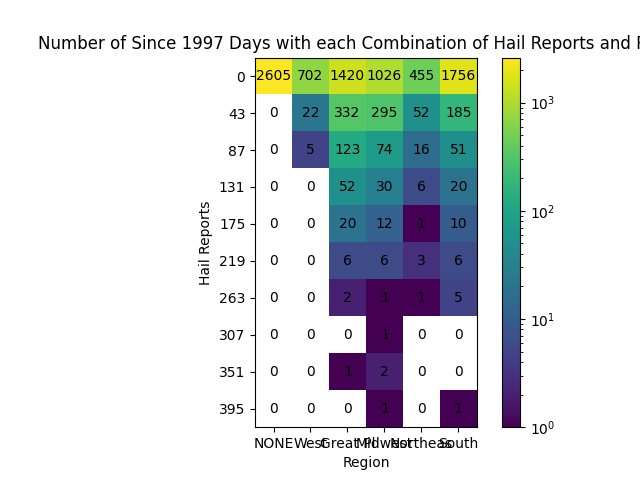 Number of Since 1997 Days with each Combination of Hail Reports and R
0 2605 702 1420 1026 455 1756
43 0 22 332 295 52 185
87 0 5 123 74 16 51
131 0 0 52 30 6 20
175 0 0 20 12 1 10
219 0 0 6 6 3 6
263 0 0 2 1 1 5
307 0 0 0 1 0 0
351 0 0 1 2 0 0
395 0 0 0 1 0 1
NONE West Great Pl Midwest Northeas South
Region
Hail Reports
10³
10²
10¹
10⁰